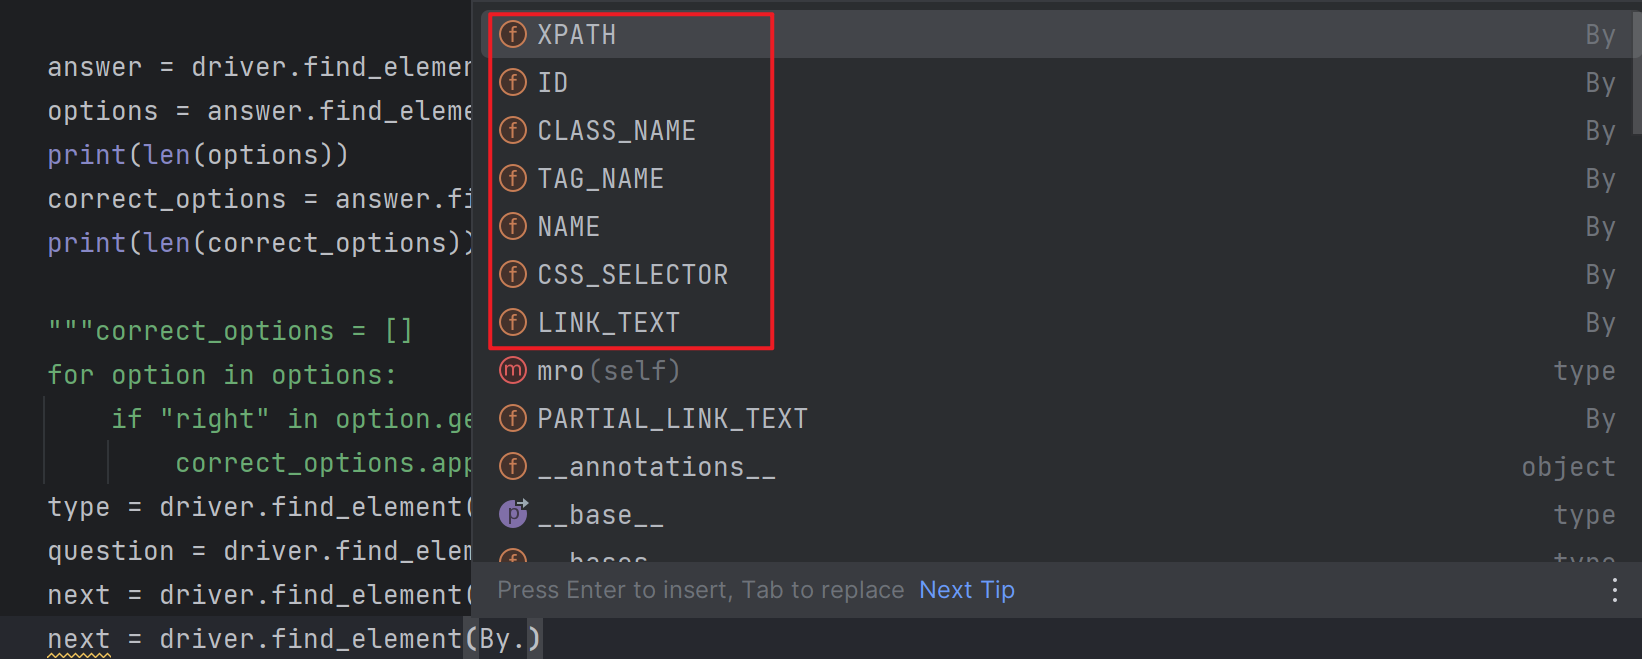 answer = driver.find_elemen
options = answer.find_eleme
print(len(options))
correct_options = answer.fi
print(len(correct_options))
"""correct_options = []
for option in options:
if "right" in option.ge
correct_options.app
type = driver.find_element(
question = driver.find_elem
next = driver.find_element(
next = driver.find_element(By.)
f XPATH By
f ID By
f CLASS_NAME By
f TAG_NAME By
f NAME By
f CSS_SELECTOR By
f LINK_TEXT By
m mro(self) type
f PARTIAL_LINK_TEXT By
f __annotations__ object
p __base__ type
f __bases__ type
Press Enter to insert, Tab to replace Next Tip